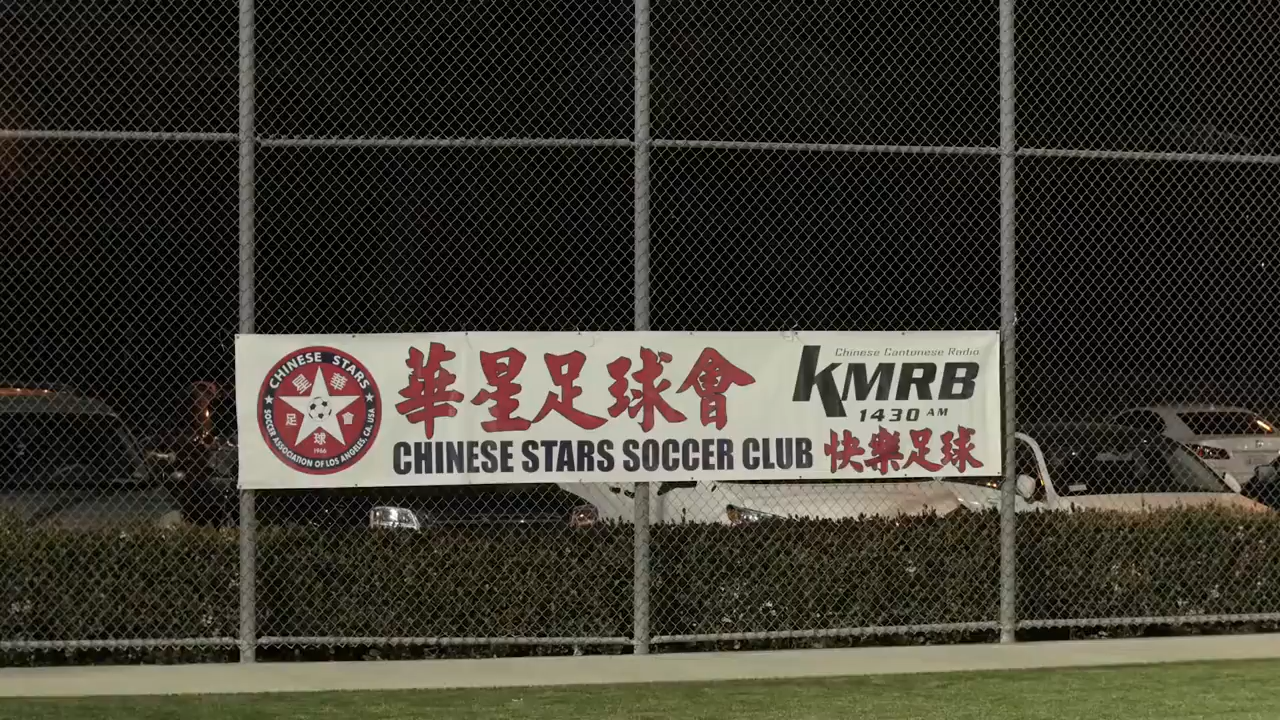 CHINESE STARS
星 華
足 會
球
1966
SOCCER ASSOCIATION OF LOS ANGELES, CA. USA
華星足球會
CHINESE STARS SOCCER CLUB
Chinese Cantonese Radio
KMRB
1430 AM
快樂足球